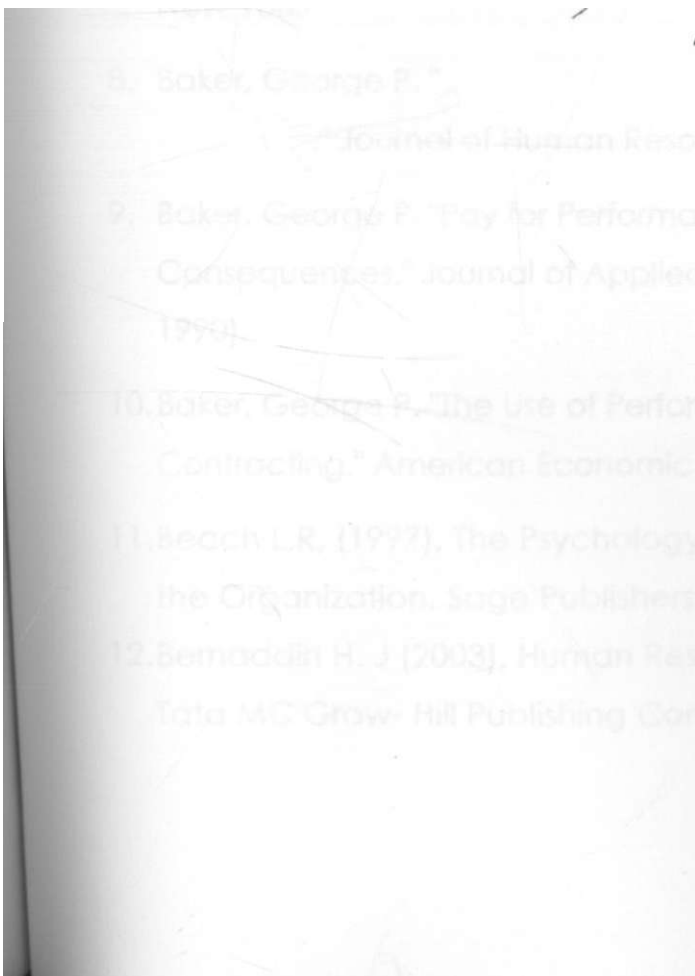 8. Baker, George P. "
." Journal of Human Reso
9. Baker, George P. "Pay for Performa
Consequences." Journal of Applied
1990).
10. Baker, George P. "The Use of Perfor
Contracting." American Economic
11. Beach L.R, (1997), The Psychology
the Organization, Sage Publishers
12. Bernaddin H. J (2003), Human Res
Tata MC Graw- Hill Publishing Com